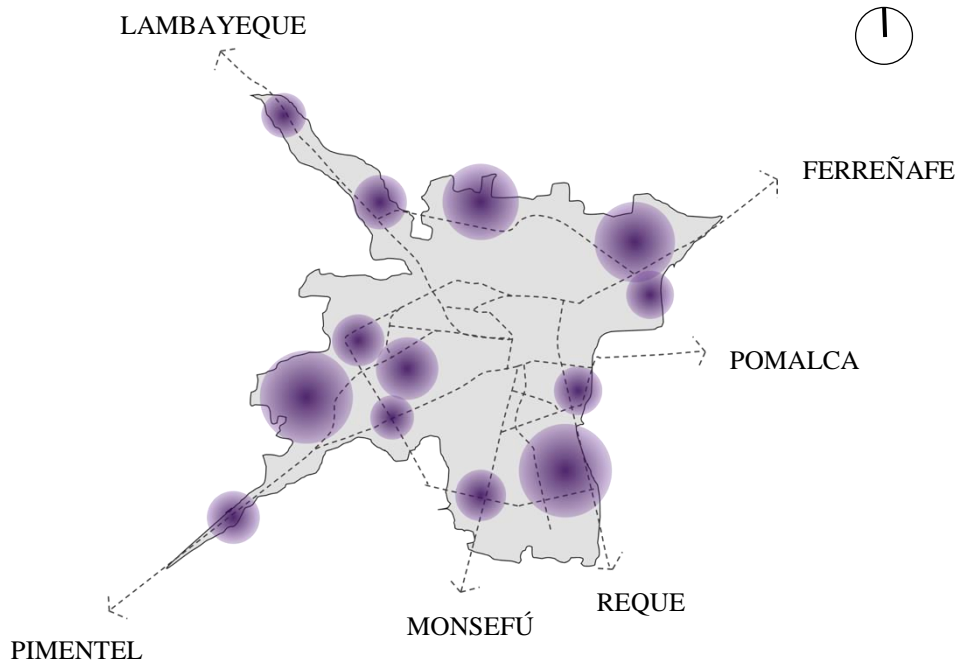 LAMBAYEQUE
FERREÑAFE
POMALCA
REQUE
MONSEFÚ
PIMENTEL